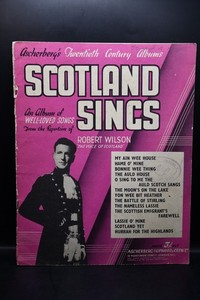 Ascherberg's Twentieth Century Albums
SCOTLAND
SINGS
An Album of
WELL-LOVED SONGS
from the Repertoire of
ROBERT WILSON
"THE VOICE OF SCOTLAND"
MY AIN WEE HOUSE
HAME O' MINE
BONNIE WEE THING
THE AULD HOUSE
O SING TO ME THE
AULD SCOTCH SANGS
THE MOON'S ON THE LAKE
YON WEE BIT HEATHER
THE BATTLE OF STIRLING
THE NAMELESS LASSIE
THE SCOTTISH EMIGRANT'S
FAREWELL
LASSIE O' MINE
SCOTLAND YET
HURRAH FOR THE HIGHLANDS